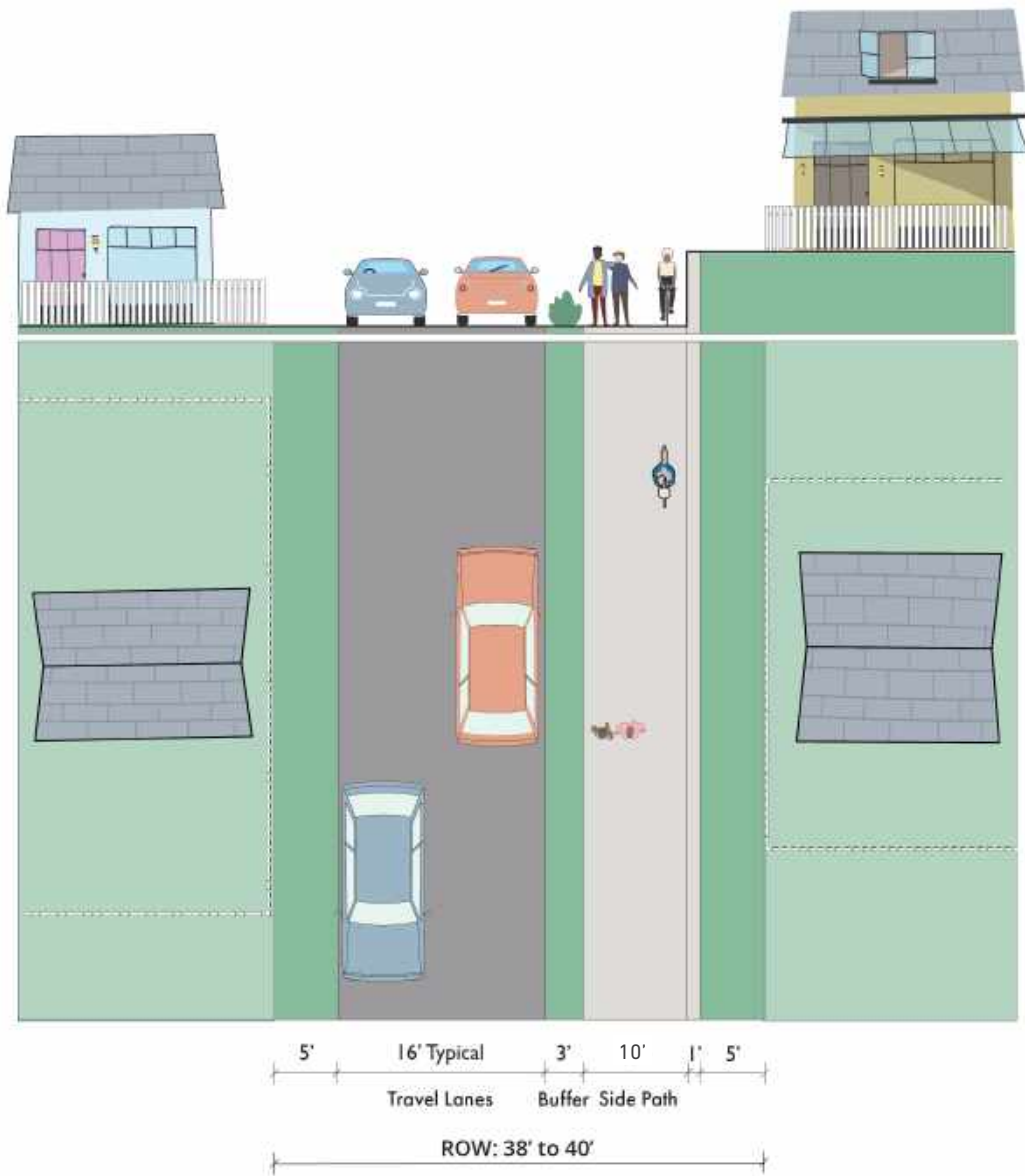 5' 16' Typical 3' 10' 1' 5'
Travel Lanes Buffer Side Path
ROW: 38' to 40'